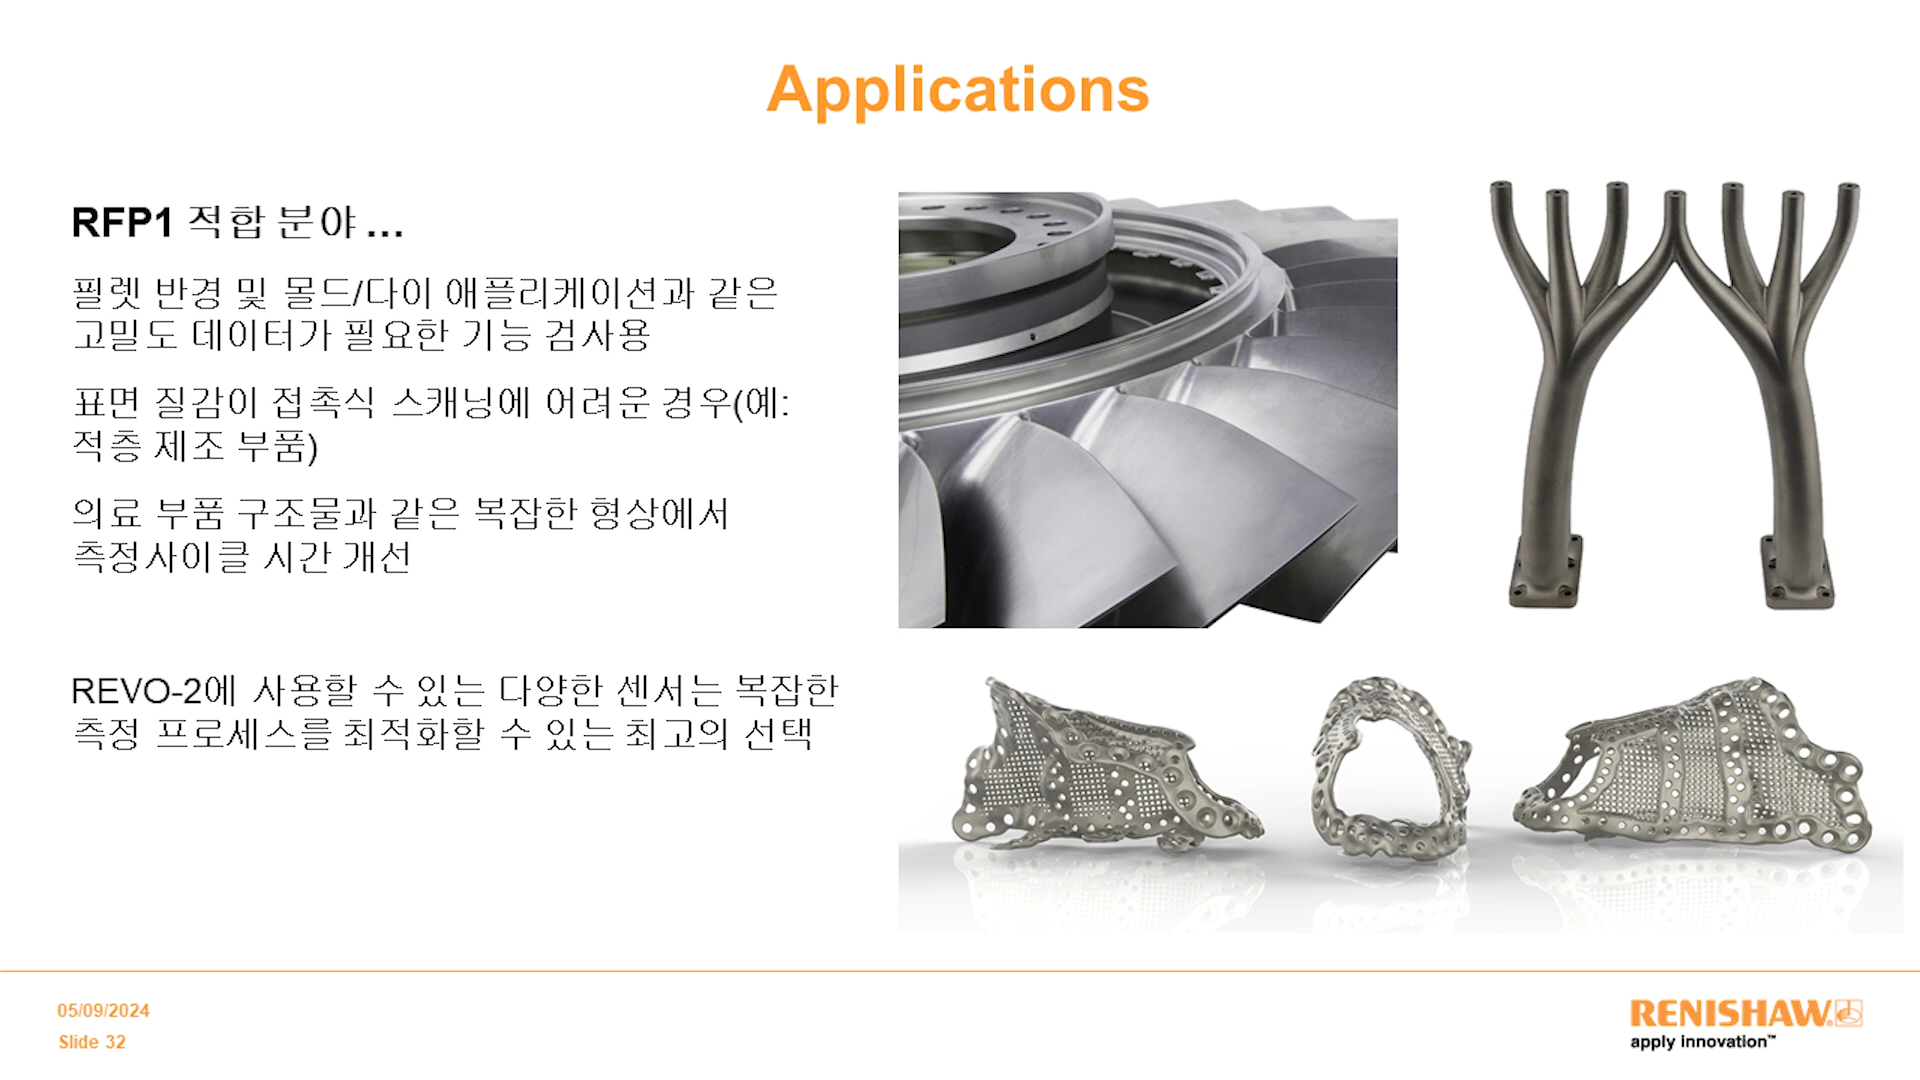 Applications
RFP1 적합 분야 ...
필렛 반경 및 몰드/다이 애플리케이션과 같은
고밀도 데이터가 필요한 기능 검사용
표면 질감이 접촉식 스캐닝에 어려운 경우(예:
적층 제조 부품)
의료 부품 구조물과 같은 복잡한 형상에서
측정사이클 시간 개선
REVO-2에 사용할 수 있는 다양한 센서는 복잡한
측정 프로세스를 최적화할 수 있는 최고의 선택
05/09/2024
Slide 32
RENISHAW.
apply innovation™